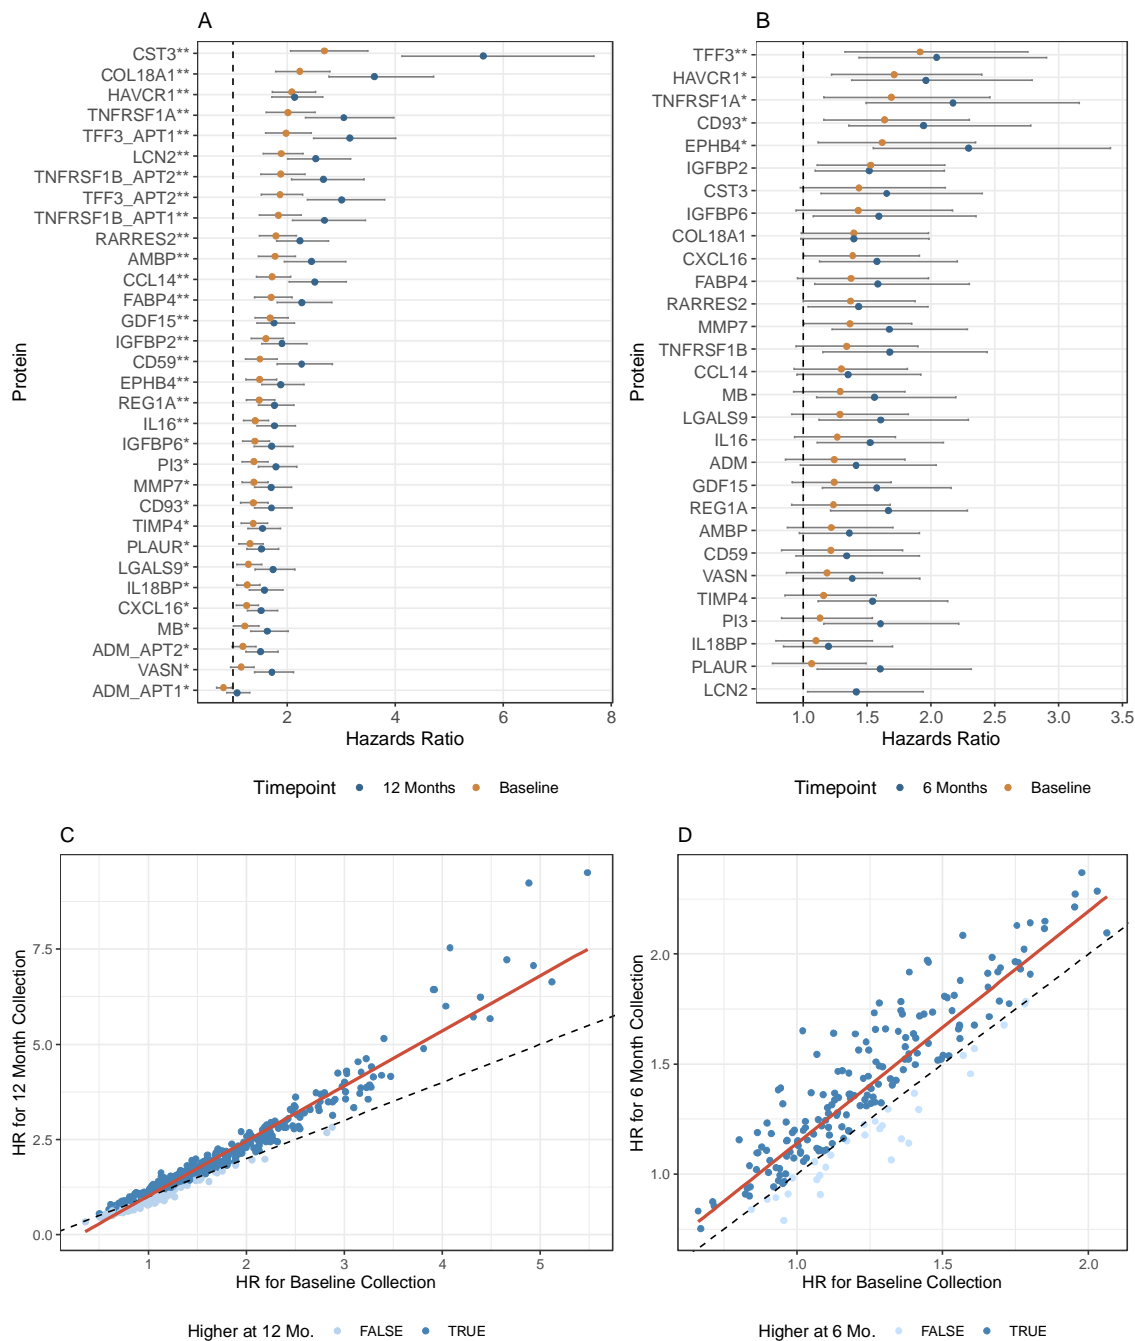 A
Protein
CST3**
COL18A1**
HAVCR1**
TNFRSF1A**
TFF3_APT1**
LCN2**
TNFRSF1B_APT2**
TFF3_APT2**
TNFRSF1B_APT1**
RARRES2**
AMBP**
CCL14**
FABP4**
GDF15**
IGFBP2**
CD59**
EPHB4**
REG1A**
IL16**
IGFBP6*
PI3*
MMP7*
CD93*
TIMP4*
PLAUR*
LGALS9*
IL18BP*
CXCL16*
MB*
ADM_APT2*
VASN*
ADM_APT1*
2 4 6 8
Hazards Ratio
Timepoint 12 Months Baseline
B
Protein
TFF3**
HAVCR1*
TNFRSF1A*
CD93*
EPHB4*
IGFBP2
CST3
IGFBP6
COL18A1
CXCL16
FABP4
RARRES2
MMP7
TNFRSF1B
CCL14
MB
LGALS9
IL16
ADM
GDF15
REG1A
AMBP
CD59
VASN
TIMP4
PI3
IL18BP
PLAUR
LCN2
1.0 1.5 2.0 2.5 3.0 3.5
Hazards Ratio
Timepoint 6 Months Baseline
C
HR for 12 Month Collection
7.5
5.0
2.5
0.0
1 2 3 4 5
HR for Baseline Collection
Higher at 12 Mo. FALSE TRUE
D
HR for 6 Month Collection
2.0
1.5
1.0
1.0 1.5 2.0
HR for Baseline Collection
Higher at 6 Mo. FALSE TRUE